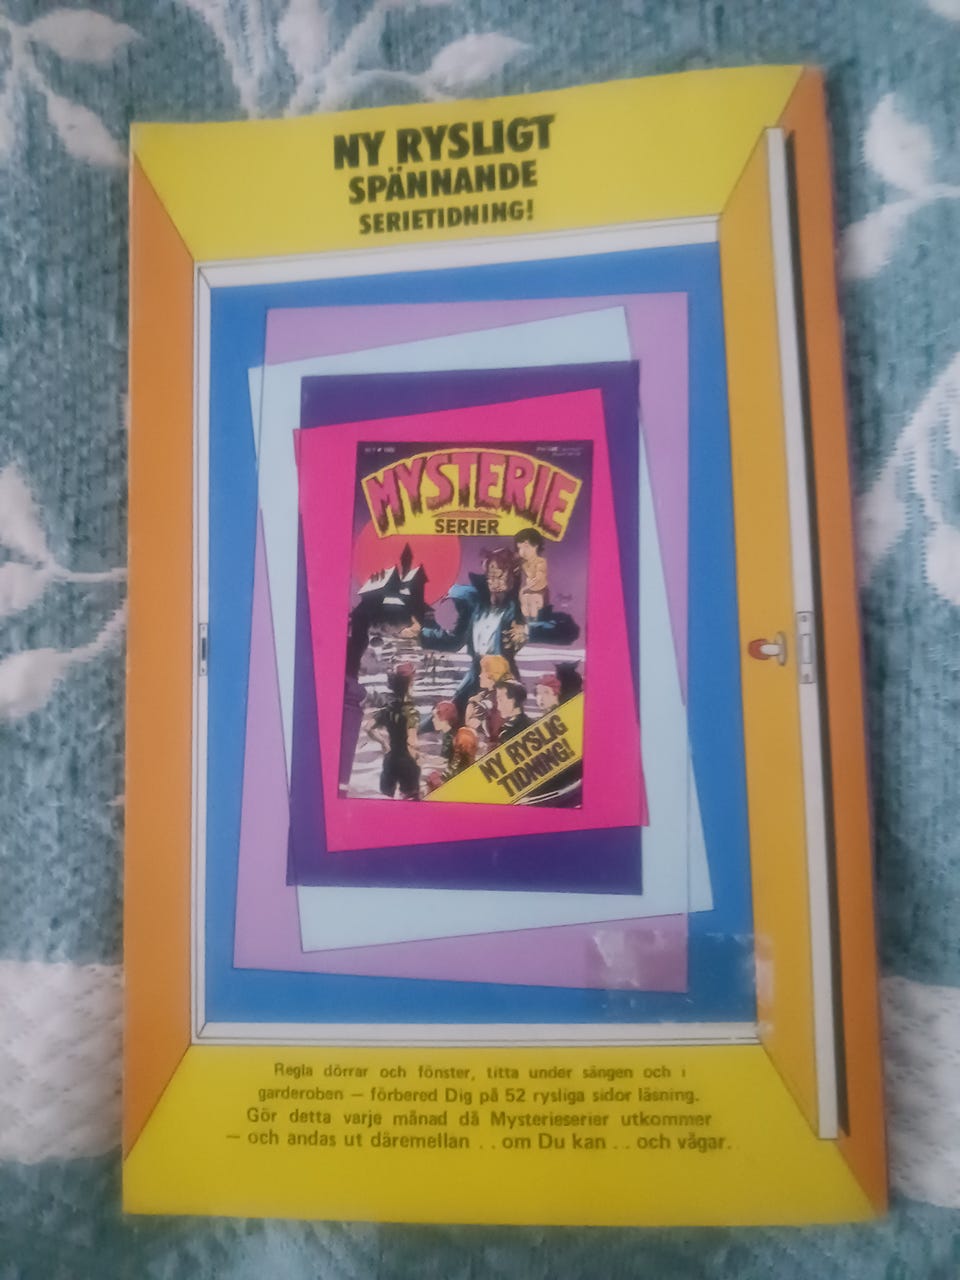 NY RYSLIGT
SPÄNNANDE
SERIETIDNING!
MYSTERIE
SERIER
NY RYSLIG
TIDNING!
Regla dörrar och fönster, titta under sängen och i
garderoben — förbered Dig på 52 rysliga sidor läsning.
Gör detta varje månad då Mysterieserier utkommer
— och andas ut däremellan . . om Du kan . . och vågar.